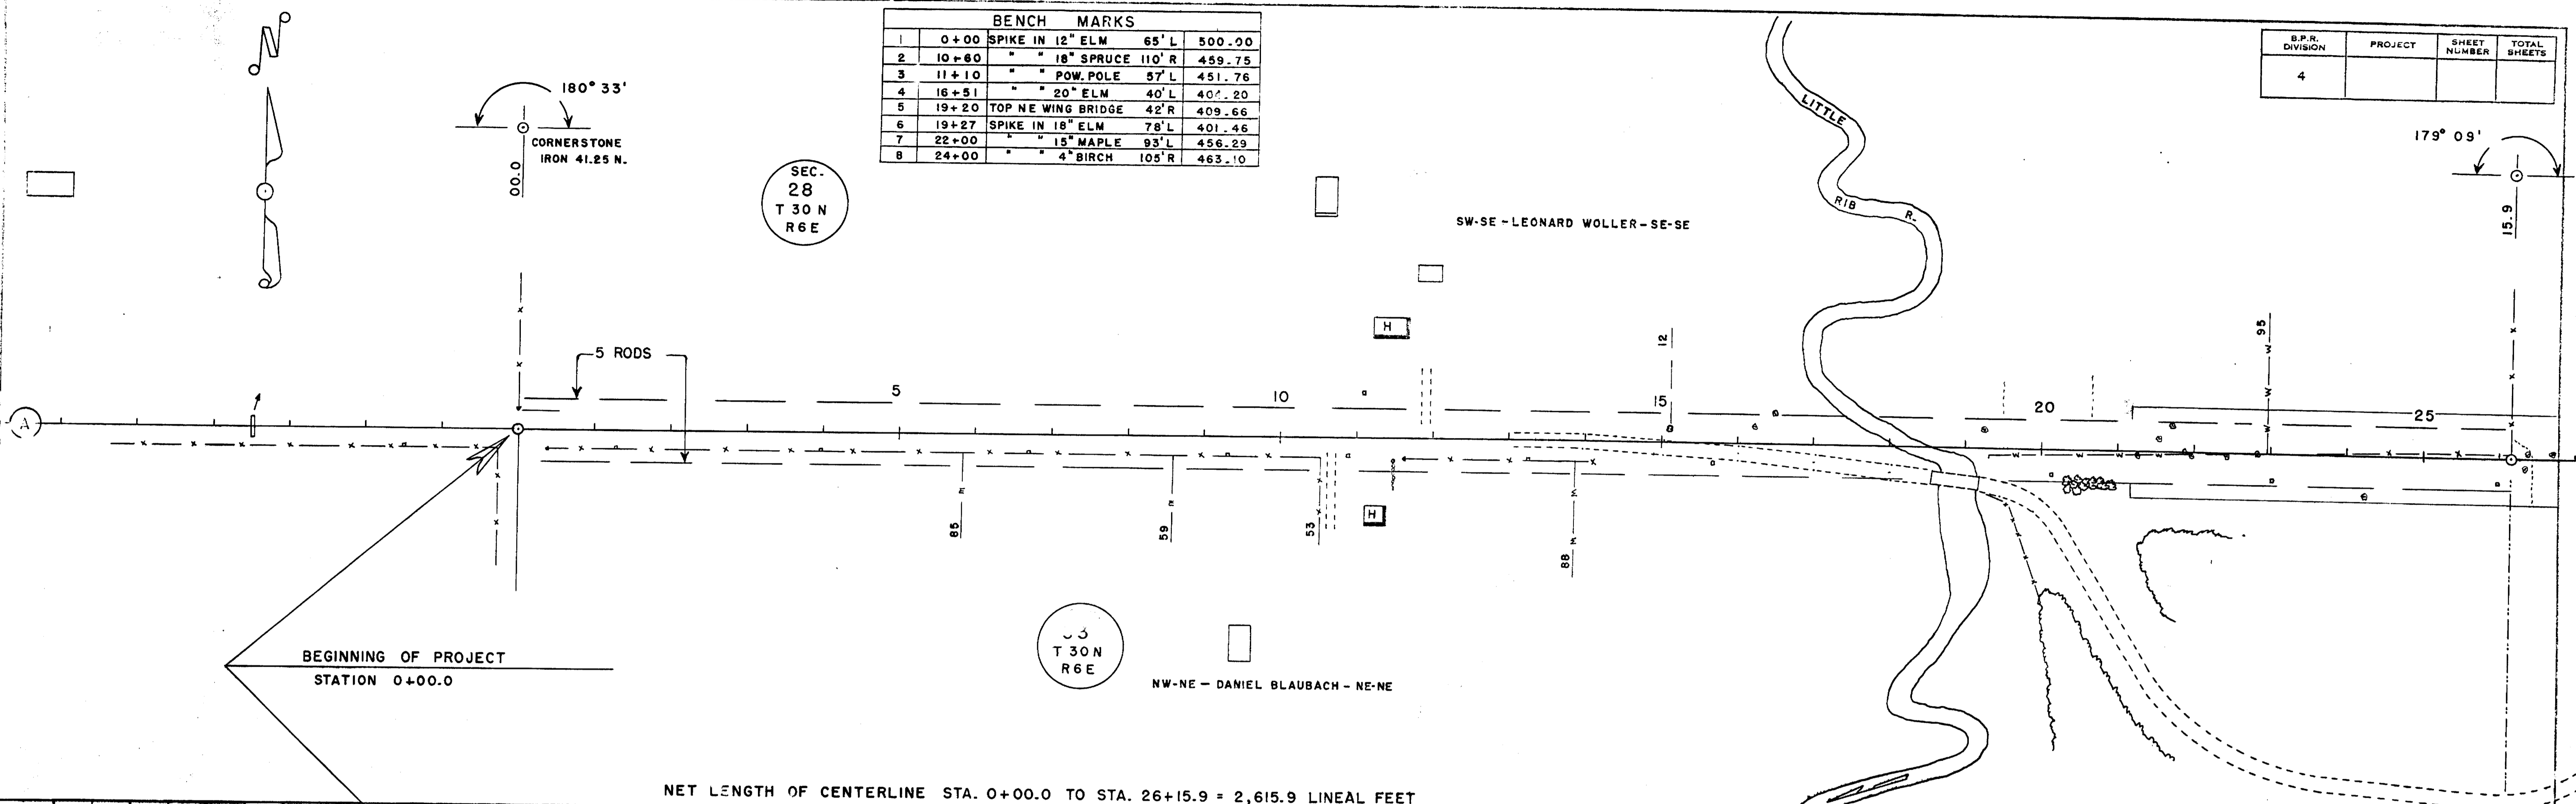 N
BENCH MARKS
1 0+00 SPIKE IN 12" ELM 65' L 500.00
2 10+60 " " 18" SPRUCE 110' R 459.75
3 11+10 " " POW. POLE 57' L 451.76
4 16+51 " " 20" ELM 40' L
5 19+20 TOP NE WING BRIDGE 42' R 409.66
6 19+27 SPIKE IN 18" ELM 78' L 401.46
7 22+00 " " 15" MAPLE 93' L 456.29
8 24+00 " " 4" BIRCH 105' R 463.10
B.P.R. DIVISION PROJECT SHEET NUMBER TOTAL SHEETS
4
180° 33'
CORNERSTONE
IRON 41.25 N.
00.0
SEC.
28
T 30 N
R6E
LITTLE RIB R.
179° 09'
15.9
SW-SE-LEONARD WOLLER-SE-SE
H
12
95
5 RODS
5 10 15 20 25
A
85
59
53
88
H
T 30 N
R6E
BEGINNING OF PROJECT
STATION 0+00.0
NW-NE - DANIEL BLAUBACH - NE-NE
NET LENGTH OF CENTERLINE STA. 0+00.0 TO STA. 26+15.9 = 2,615.9 LINEAL FEET